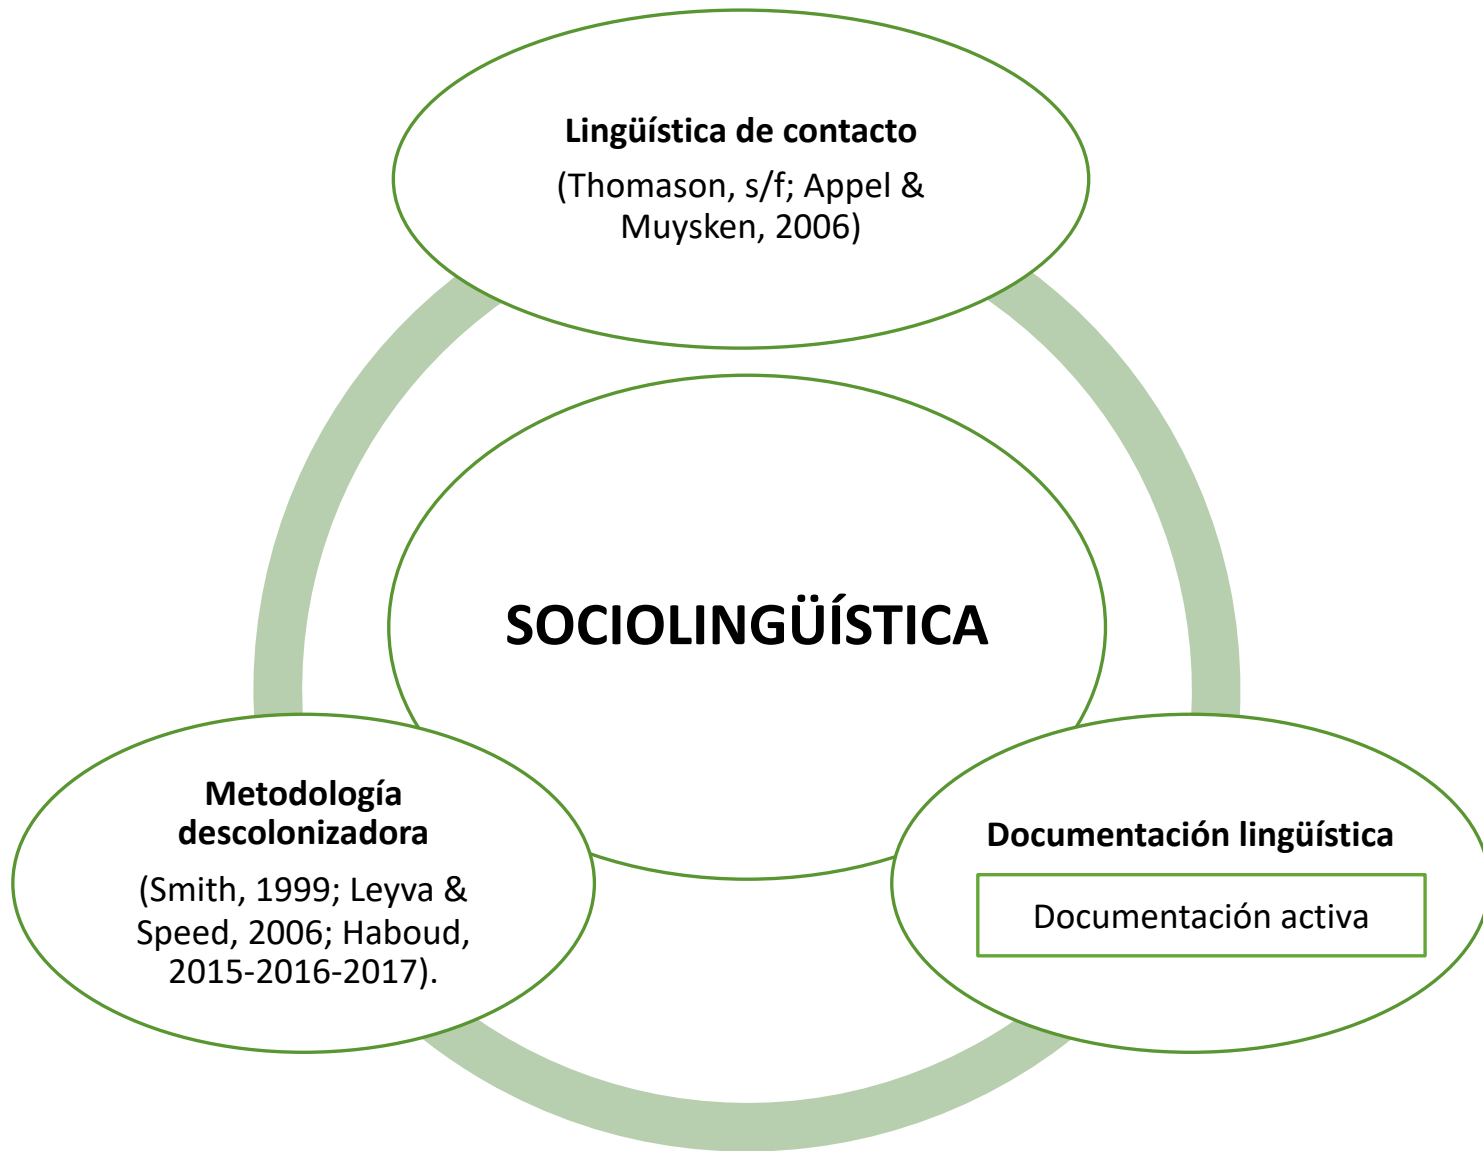 Lingüística de contacto
(Thomason, s/f; Appel &
Muysken, 2006)
SOCIOLINGÜÍSTICA
Metodología
descolonizadora
(Smith, 1999; Leyva &
Speed, 2006; Haboud,
2015-2016-2017).
Documentación lingüística
Documentación activa